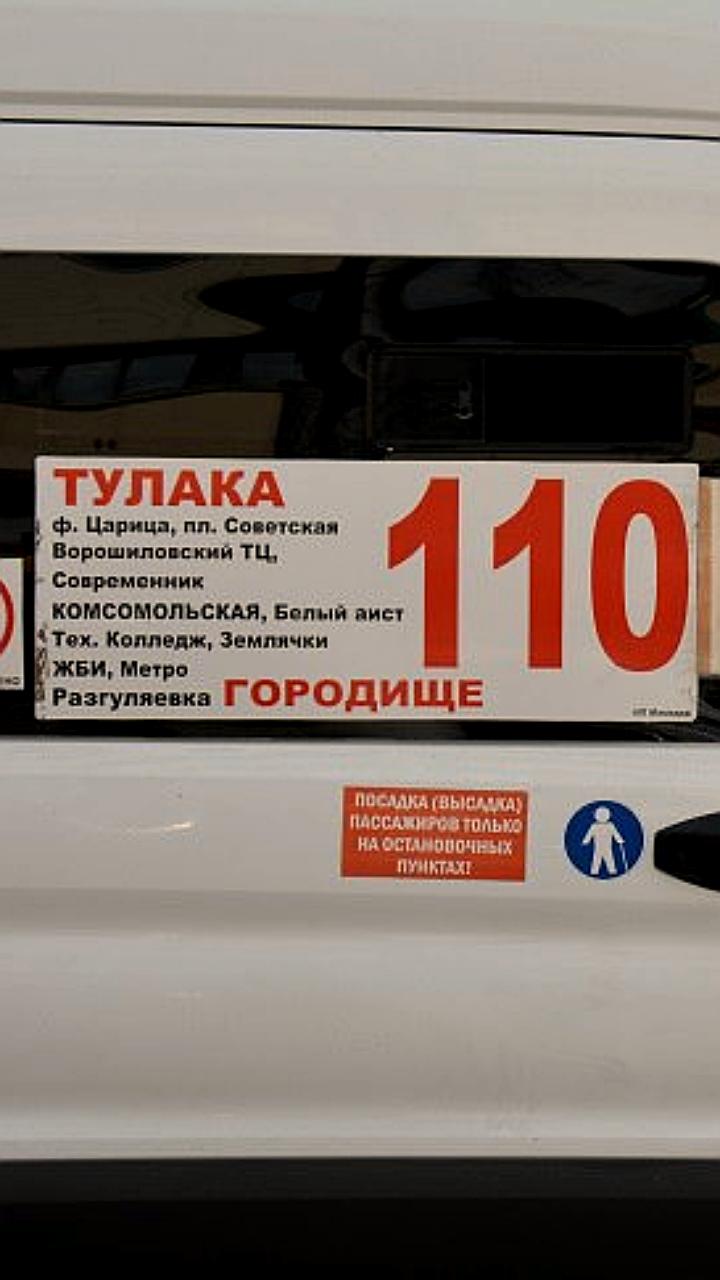 ТУЛАКА
110
ф. Царица, пл. Советская
Ворошиловский ТЦ,
Современник
КОМСОМОЛЬСКАЯ, Белый аист
Тех. Колледж, Землячки
ЖБИ, Метро
Разгуляевка ГОРОДИЩЕ
ПОСАДКА (ВЫСАДКА)
ПАССАЖИРОВ ТОЛЬКО
НА ОСТАНОВОЧНЫХ
ПУНКТАХ!